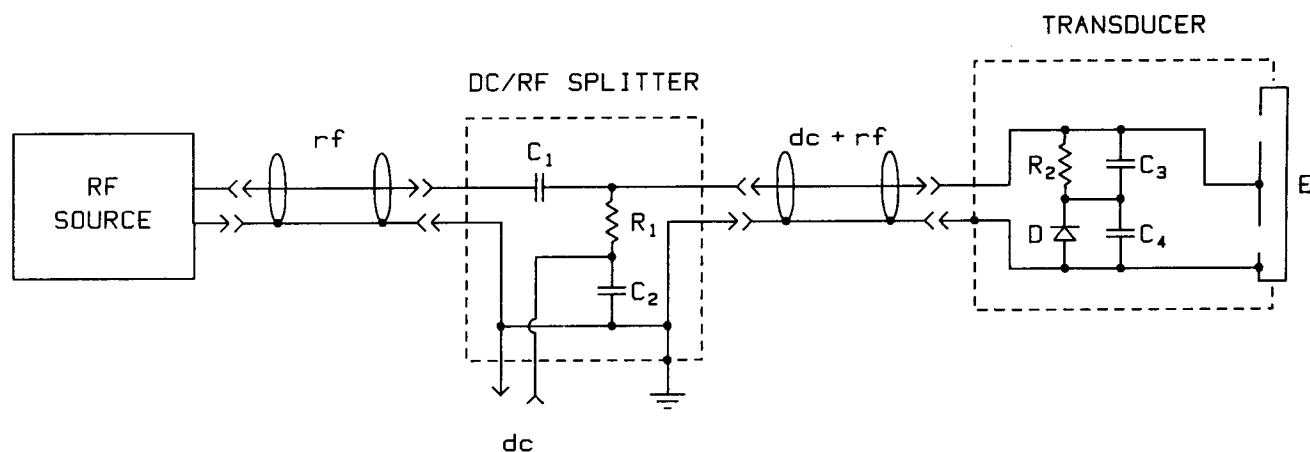 TRANSDUCER
DC/RF SPLITTER
rf
dc + rf
C1
R2
C3
RF
SOURCE
E
R1
D
C4
C2
dc